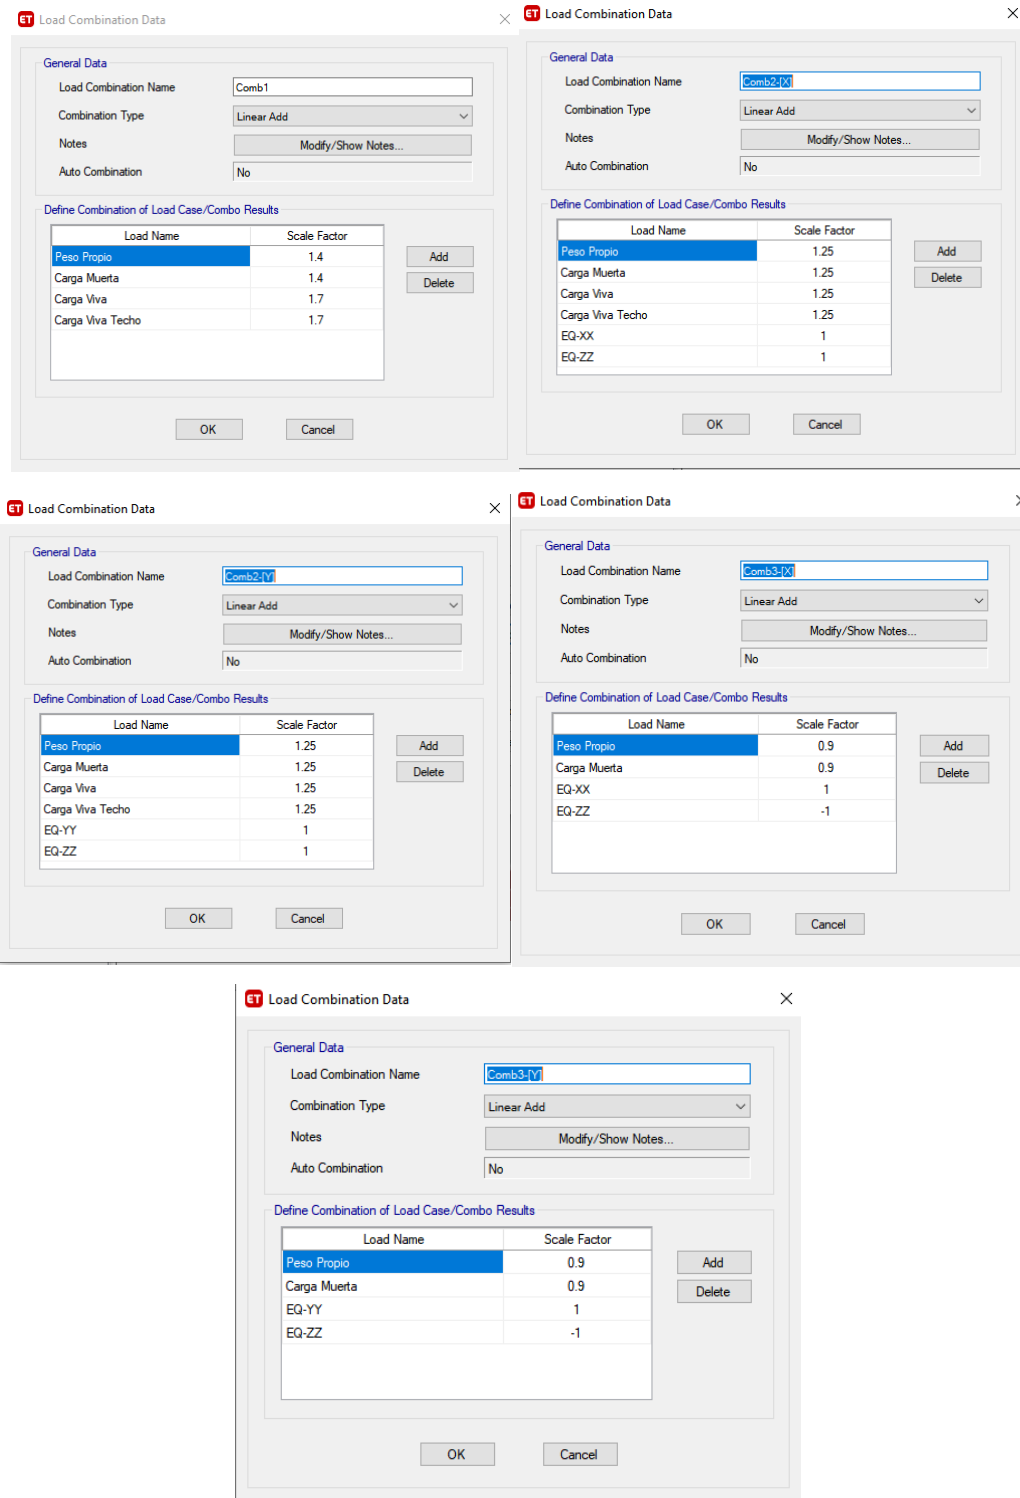 ET Load Combination Data
General Data
Load Combination Name Comb1
Combination Type Linear Add
Notes Modify/Show Notes...
Auto Combination No
Define Combination of Load Case/Combo Results
Load Name Scale Factor
Peso Propio 1.4 Add
Carga Muerta 1.4 Delete
Carga Viva 1.7
Carga Viva Techo 1.7
OK Cancel
ET Load Combination Data
General Data
Load Combination Name Comb2-[X]
Combination Type Linear Add
Notes Modify/Show Notes...
Auto Combination No
Define Combination of Load Case/Combo Results
Load Name Scale Factor
Peso Propio 1.25 Add
Carga Muerta 1.25 Delete
Carga Viva 1.25
Carga Viva Techo 1.25
EQ-XX 1
EQ-ZZ 1
OK Cancel
ET Load Combination Data
General Data
Load Combination Name Comb2-[Y]
Combination Type Linear Add
Notes Modify/Show Notes...
Auto Combination No
Define Combination of Load Case/Combo Results
Load Name Scale Factor
Peso Propio 1.25 Add
Carga Muerta 1.25 Delete
Carga Viva 1.25
Carga Viva Techo 1.25
EQ-YY 1
EQ-ZZ 1
OK Cancel
ET Load Combination Data
General Data
Load Combination Name Comb3-[X]
Combination Type Linear Add
Notes Modify/Show Notes...
Auto Combination No
Define Combination of Load Case/Combo Results
Load Name Scale Factor
Peso Propio 0.9 Add
Carga Muerta 0.9 Delete
EQ-XX 1
EQ-ZZ -1
OK Cancel
ET Load Combination Data
General Data
Load Combination Name Comb3-[Y]
Combination Type Linear Add
Notes Modify/Show Notes...
Auto Combination No
Define Combination of Load Case/Combo Results
Load Name Scale Factor
Peso Propio 0.9 Add
Carga Muerta 0.9 Delete
EQ-YY 1
EQ-ZZ -1
OK Cancel